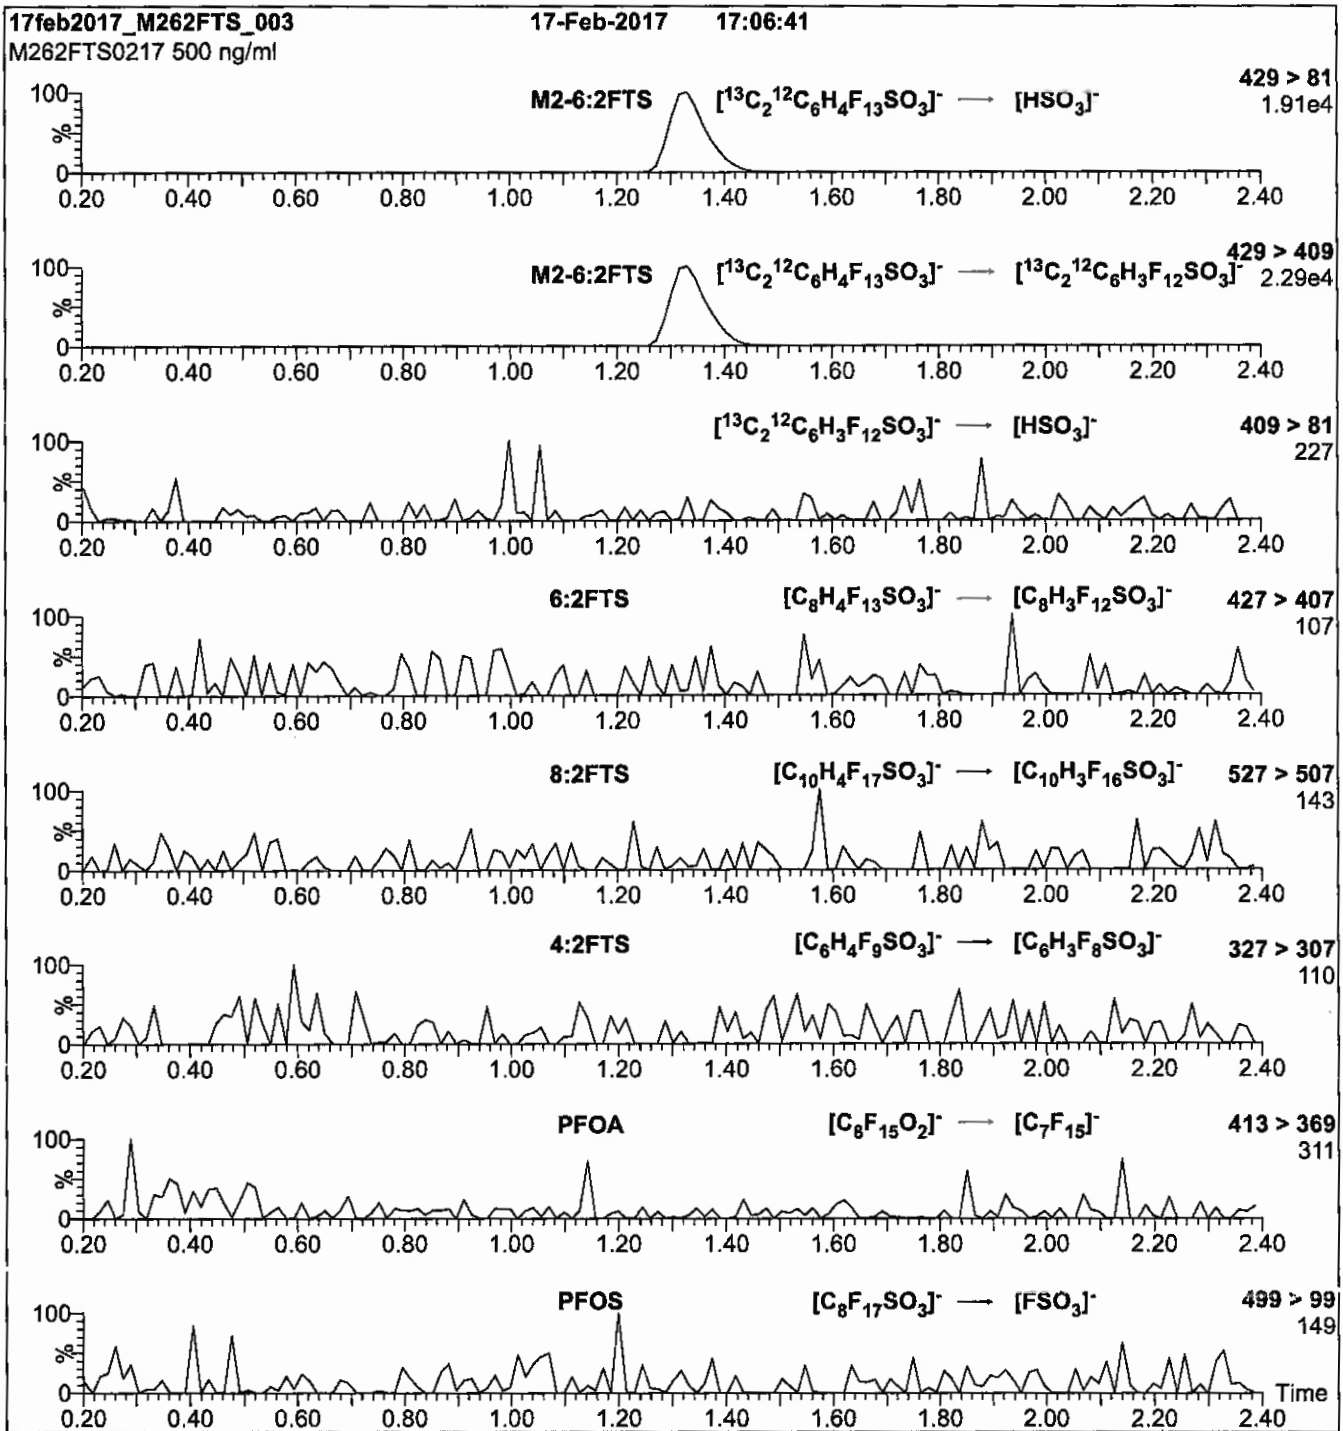 17feb2017_M262FTS_003 17-Feb-2017 17:06:41
M262FTS0217 500 ng/ml
429 > 81
100 M2-6:2FTS [¹³C₂¹²C₆H₄F₁₃SO₃]⁻ → [HSO₃]⁻ 1.91e4
%
0
0.20 0.40 0.60 0.80 1.00 1.20 1.40 1.60 1.80 2.00 2.20 2.40
429 > 409
100 M2-6:2FTS [¹³C₂¹²C₆H₄F₁₃SO₃]⁻ → [¹³C₂¹²C₆H₃F₁₂SO₃]⁻ 2.29e4
%
0
0.20 0.40 0.60 0.80 1.00 1.20 1.40 1.60 1.80 2.00 2.20 2.40
[¹³C₂¹²C₆H₃F₁₂SO₃]⁻ → [HSO₃]⁻ 409 > 81
100 227
%
0
0.20 0.40 0.60 0.80 1.00 1.20 1.40 1.60 1.80 2.00 2.20 2.40
6:2FTS [C₈H₄F₁₃SO₃]⁻ → [C₈H₃F₁₂SO₃]⁻ 427 > 407
100 107
%
0
0.20 0.40 0.60 0.80 1.00 1.20 1.40 1.60 1.80 2.00 2.20 2.40
8:2FTS [C₁₀H₄F₁₇SO₃]⁻ → [C₁₀H₃F₁₆SO₃]⁻ 527 > 507
100 143
%
0
0.20 0.40 0.60 0.80 1.00 1.20 1.40 1.60 1.80 2.00 2.20 2.40
4:2FTS [C₆H₄F₉SO₃]⁻ → [C₆H₃F₈SO₃]⁻ 327 > 307
100 110
%
0
0.20 0.40 0.60 0.80 1.00 1.20 1.40 1.60 1.80 2.00 2.20 2.40
PFOA [C₈F₁₅O₂]⁻ → [C₇F₁₅]⁻ 413 > 369
100 311
%
0
0.20 0.40 0.60 0.80 1.00 1.20 1.40 1.60 1.80 2.00 2.20 2.40
PFOS [C₈F₁₇SO₃]⁻ → [FSO₃]⁻ 499 > 99
100 149
%
0 Time
0.20 0.40 0.60 0.80 1.00 1.20 1.40 1.60 1.80 2.00 2.20 2.40